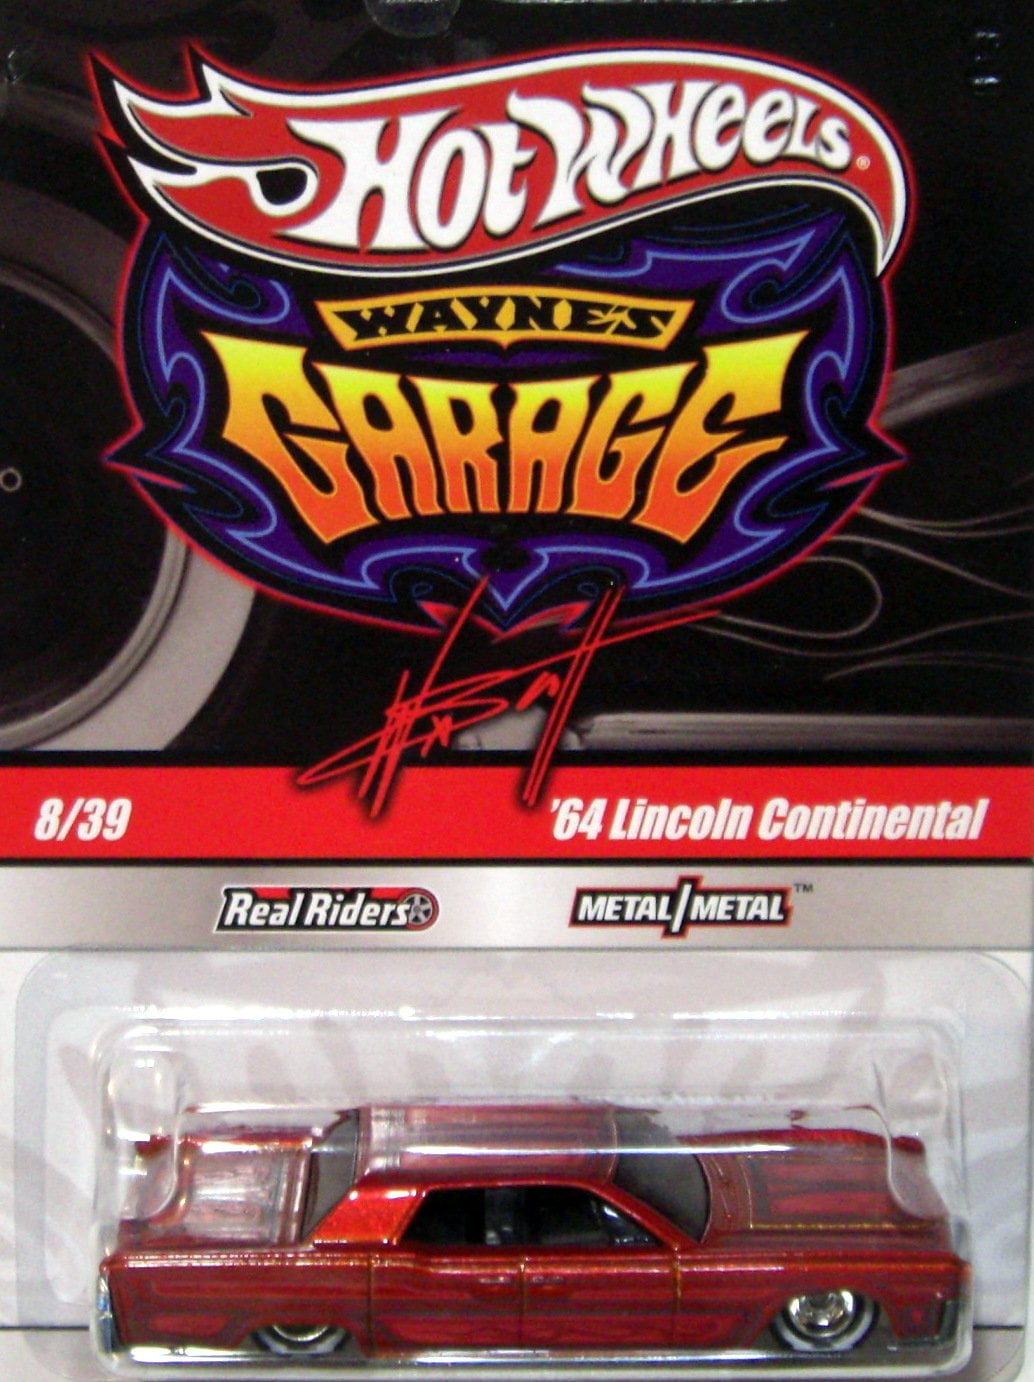 Hot Wheels®
WAYNE'S
GARAGE
8/39
'64 Lincoln Continental
Real Riders
METAL/METAL™